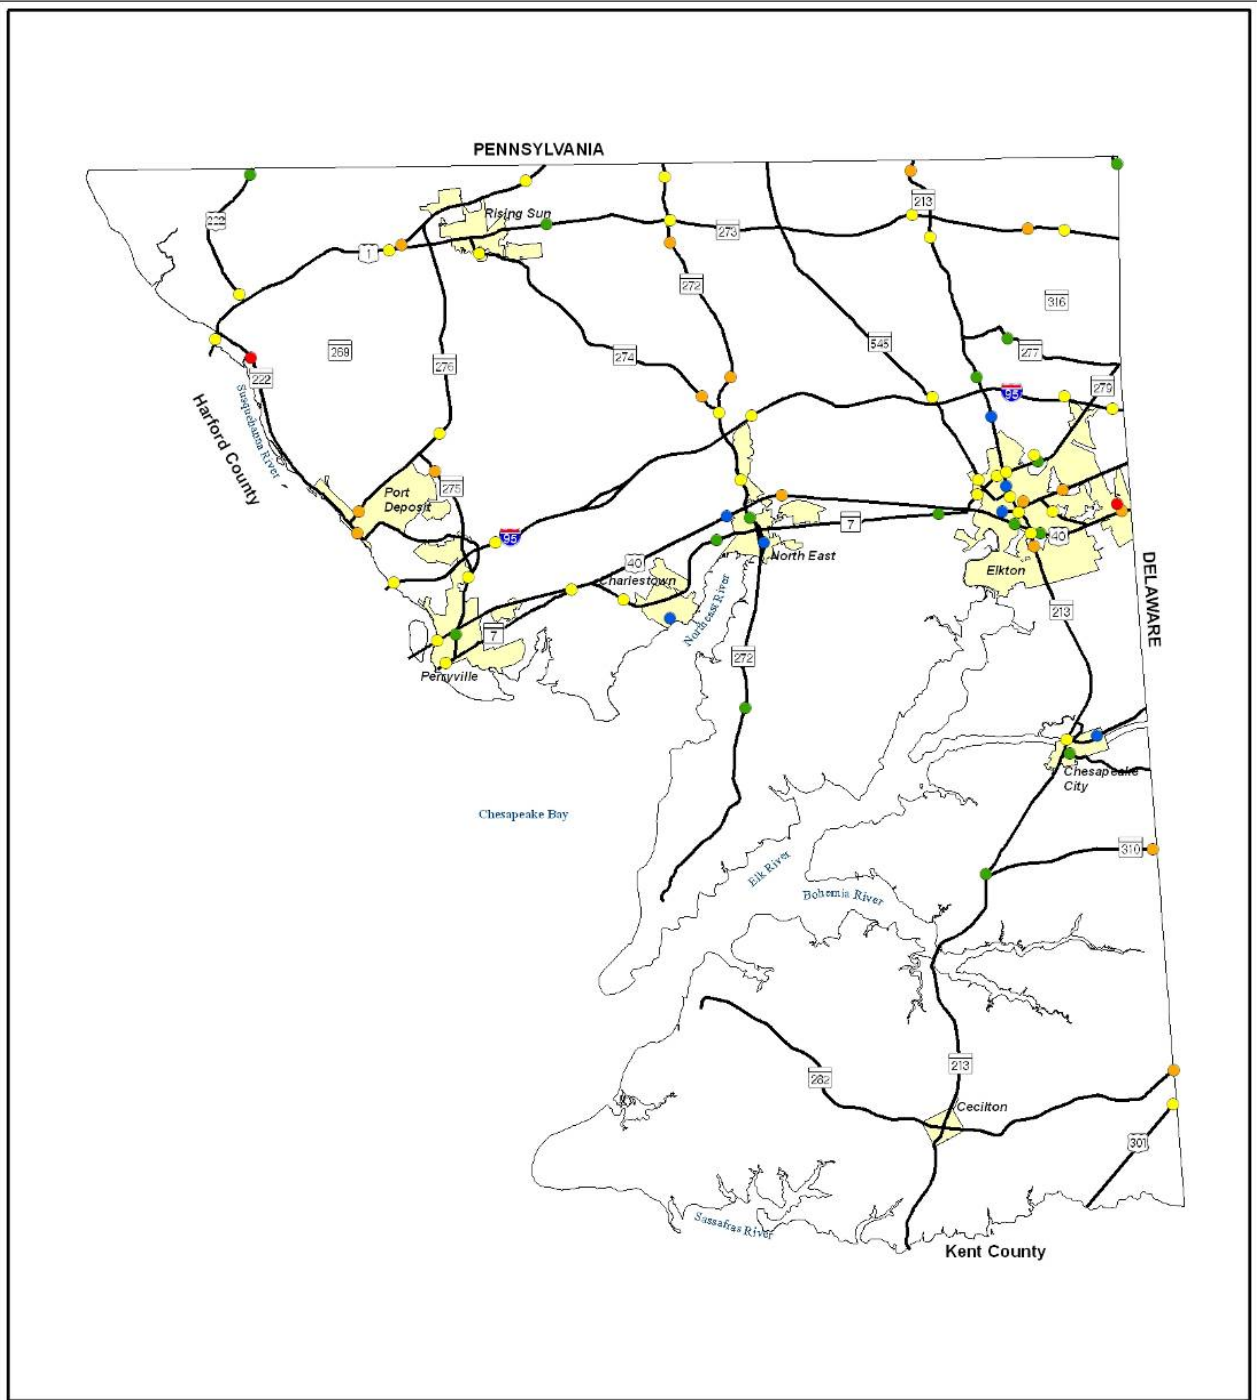 PENNSYLVANIA
222
213
Rising Sun
273
1
272
316
269
545
277
274
276
222
279
95
Harford County
Susquehanna River
Port
Deposit
275
7
95
40
North East
40
Elkton
DELAWARE
Charlestown
Northeast River
213
7
272
Perryville
Chesapeake
City
Chesapeake Bay
310
Elk River
Bohemia River
213
282
Cecilton
301
Sassafras River
Kent County